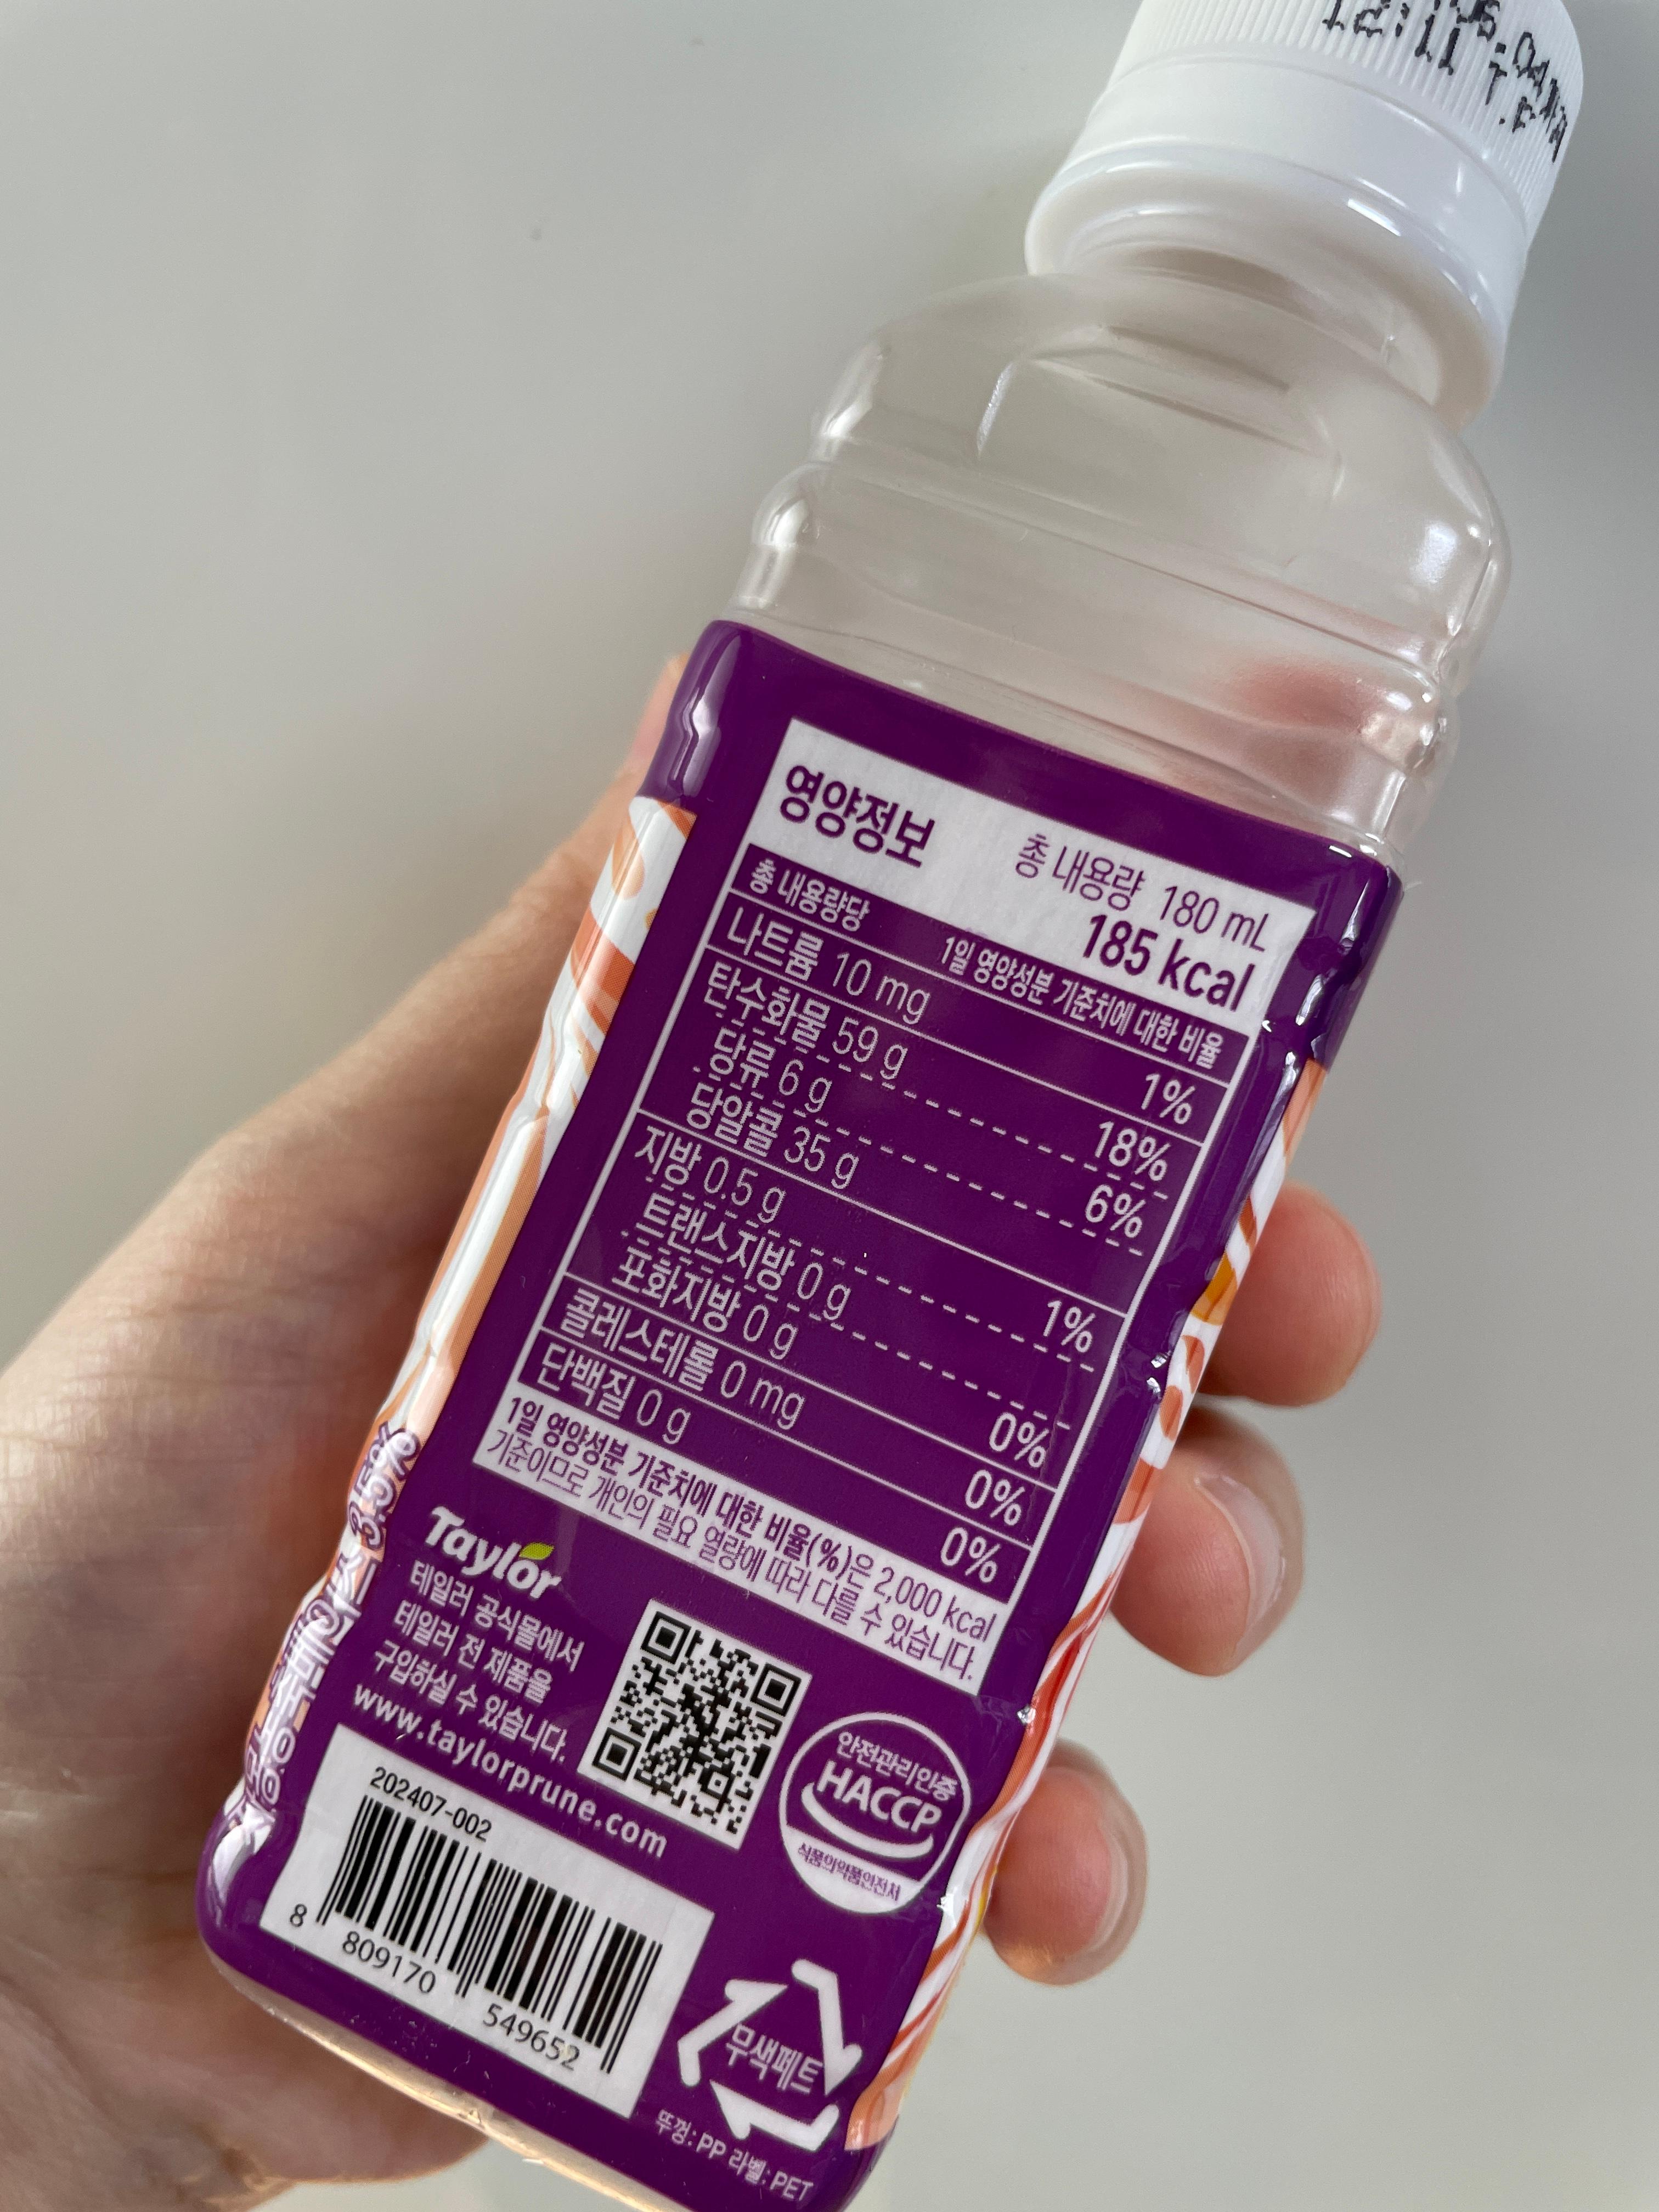 12:11
영양정보
총 내용량 180 mL
185 kcal
총 내용량당
1일 영양성분 기준치에 대한 비율
나트륨 10 mg 1%
탄수화물 59 g 18%
당류 6 g 6%
당알콜 35 g
지방 0.5 g 1%
트랜스지방 0 g
포화지방 0 g 0%
콜레스테롤 0 mg 0%
단백질 0 g 0%
1일 영양성분 기준치에 대한 비율(%)은 2,000 kcal
기준이므로 개인의 필요 열량에 따라 다를 수 있습니다.
Taylor
테일러 공식몰에서
테일러 전 제품을
구입하실 수 있습니다.
www.taylorprune.com
안전관리인증
HACCP
식품의약품안전처
202407-002
8 809170 549652
무색페트
뚜껑: PP 라벨: PET